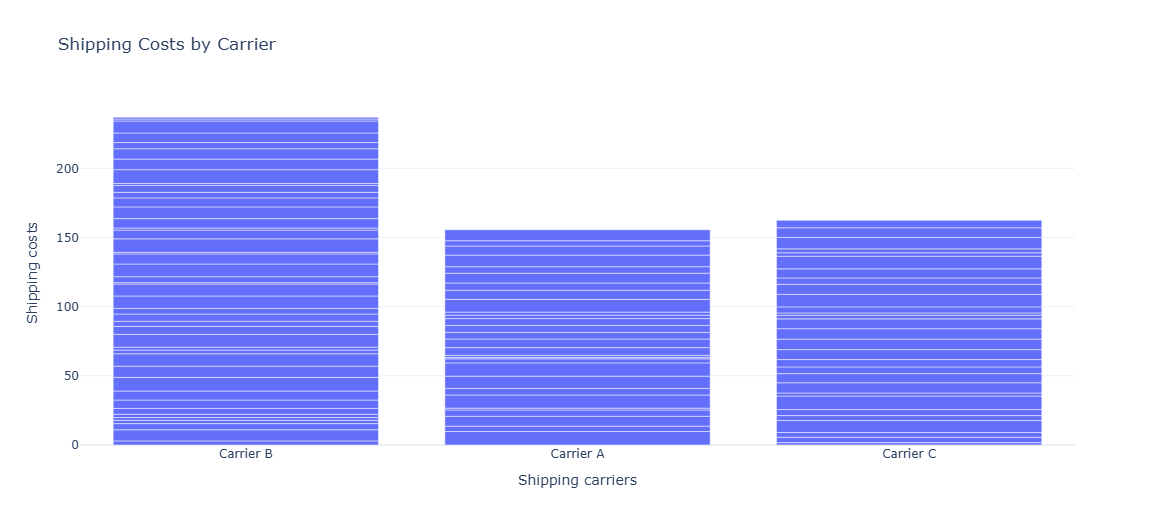 Shipping Costs by Carrier
200
150
100
50
0
Shipping costs
Carrier B
Carrier A
Carrier C
Shipping carriers